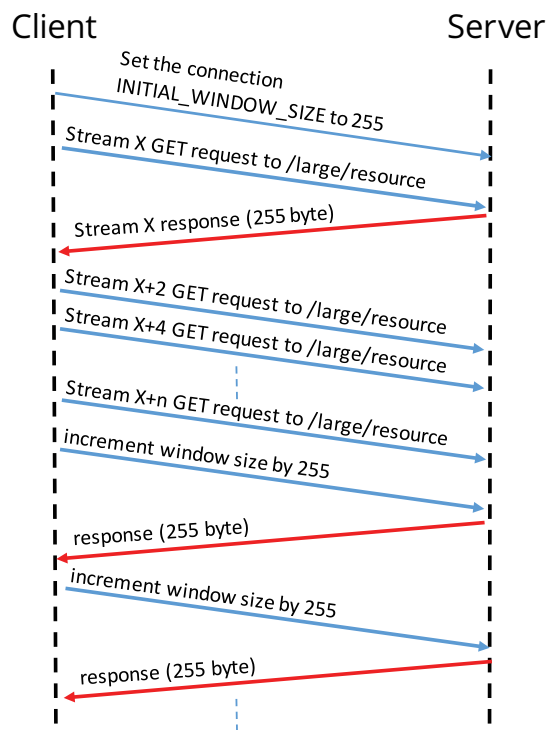 Client
Server
Set the connection
INITIAL_WINDOW_SIZE to 255
Stream X GET request to /large/resource
Stream X response (255 byte)
Stream X+2 GET request to /large/resource
Stream X+4 GET request to /large/resource
Stream X+n GET request to /large/resource
increment window size by 255
response (255 byte)
increment window size by 255
response (255 byte)